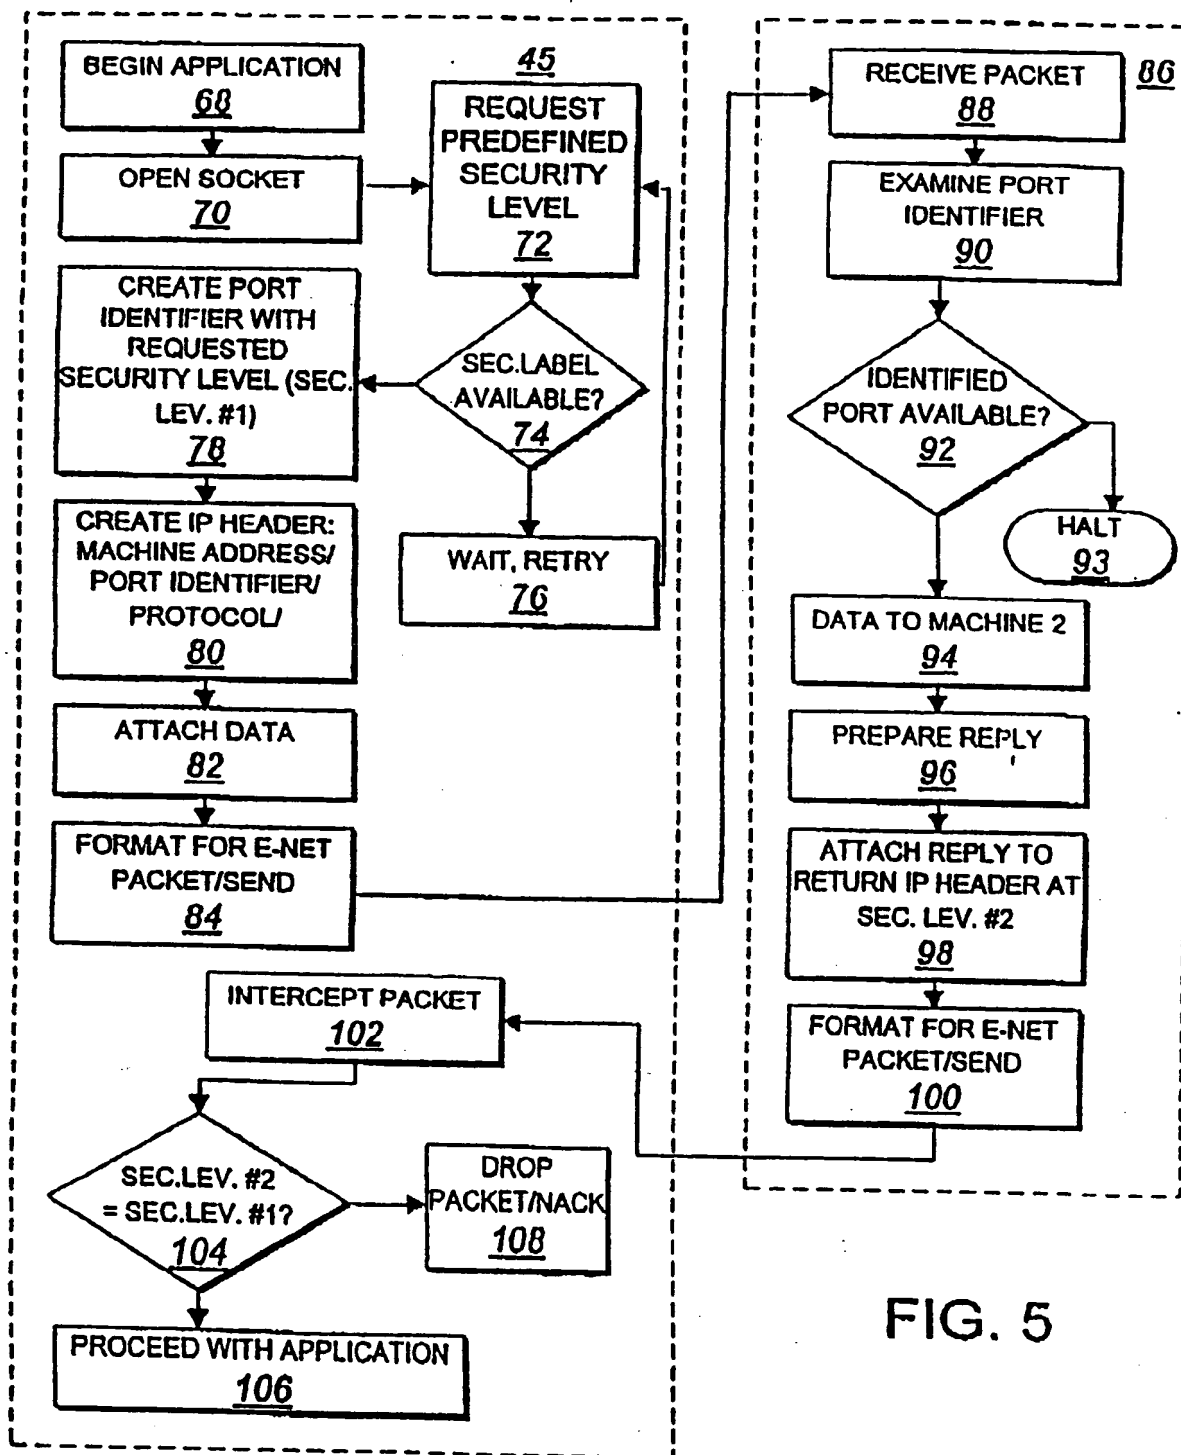 BEGIN APPLICATION
68
OPEN SOCKET
70
45
REQUEST
PREDEFINED
SECURITY
LEVEL
72
SEC.LABEL
AVAILABLE?
74
WAIT, RETRY
76
CREATE PORT
IDENTIFIER WITH
REQUESTED
SECURITY LEVEL (SEC.
LEV. #1)
78
CREATE IP HEADER:
MACHINE ADDRESS/
PORT IDENTIFIER/
PROTOCOL/
80
ATTACH DATA
82
FORMAT FOR E-NET
PACKET/SEND
84
86
RECEIVE PACKET
88
EXAMINE PORT
IDENTIFIER
90
IDENTIFIED
PORT AVAILABLE?
92
HALT
93
DATA TO MACHINE 2
94
PREPARE REPLY
96
ATTACH REPLY TO
RETURN IP HEADER AT
SEC. LEV. #2
98
FORMAT FOR E-NET
PACKET/SEND
100
INTERCEPT PACKET
102
SEC.LEV. #2
= SEC.LEV. #1?
104
DROP
PACKET/NACK
108
PROCEED WITH APPLICATION
106
FIG. 5